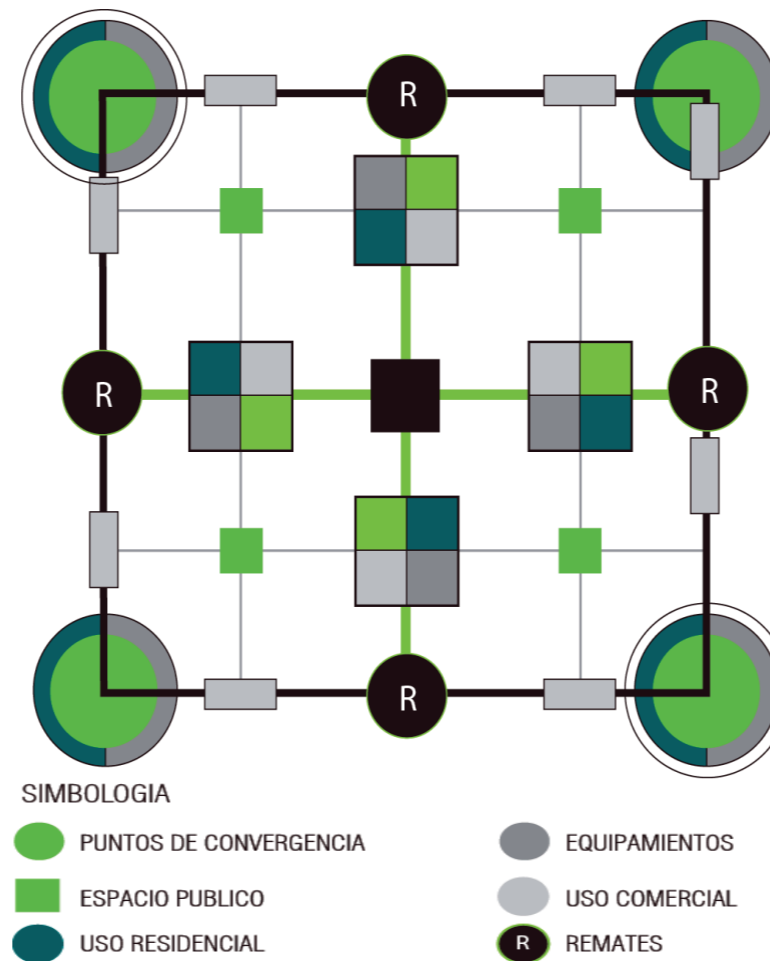 R
R
R
R
SIMBOLOGIA
PUNTOS DE CONVERGENCIA
EQUIPAMIENTOS
ESPACIO PUBLICO
USO COMERCIAL
USO RESIDENCIAL
R REMATES